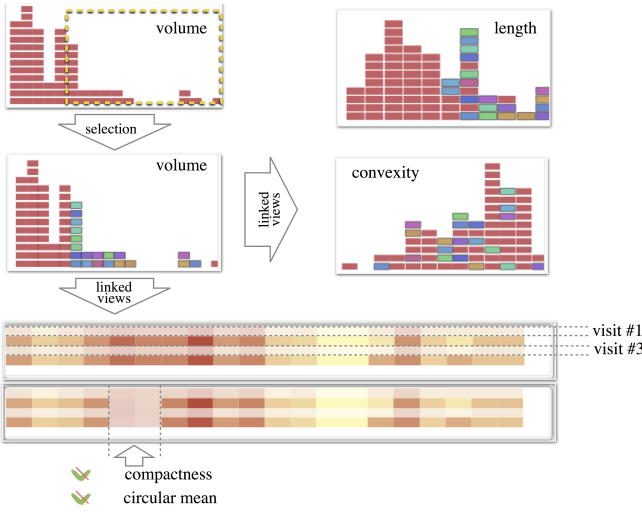 volume
length
selection
volume
linked
views
convexity
linked
views
visit #1
visit #3
compactness
circular mean